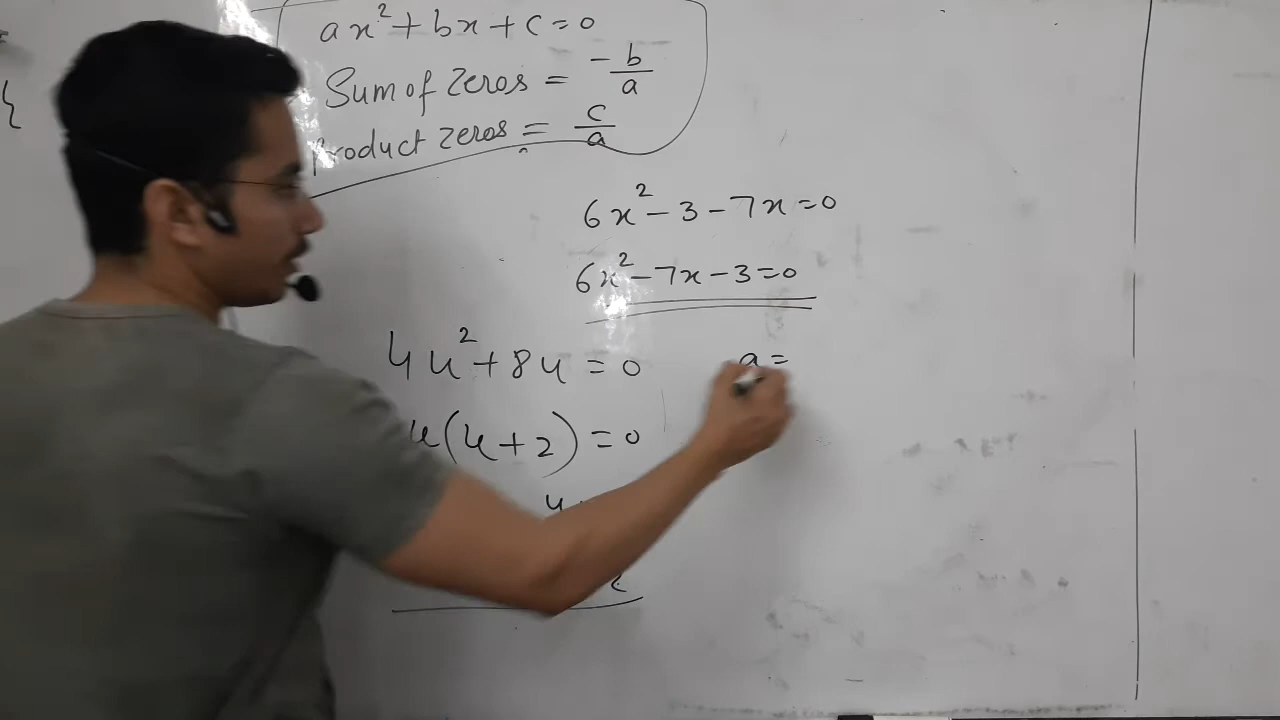 ax²+bx+c=0
Sum of Zeros = -b/a
Product zeros = c/a
6x²-3-7x=0
6x²-7x-3=0
4u²+8u=0
a=
u(u+2)=0
u